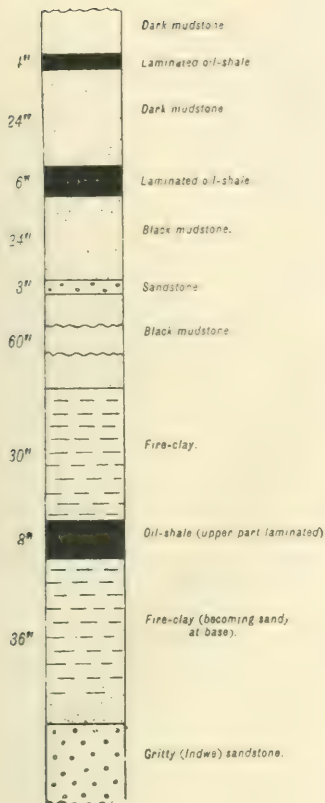 Dark mudstone
4" Laminated oil-shale
24" Dark mudstone
6" Laminated oil-shale
24" Black mudstone.
3" Sandstone
60" Black mudstone
30" Fire-clay.
8" Oil-shale (upper part laminated)
36" Fire-clay (becoming sandy
at base).
Gritty (Indwe) sandstone.